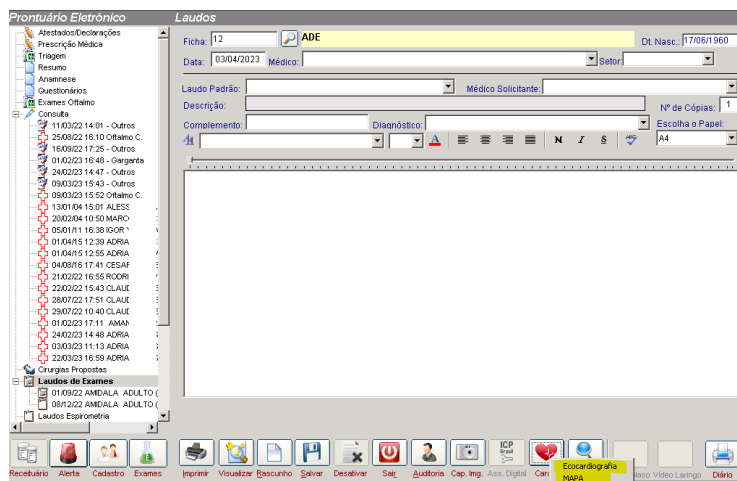 Prontuário Eletrônico
Laudos
Atestados/Declarações
Prescrição Médica
Triagem
Resumo
Anamnese
Questionários
Exames Oftalmo
Consulta
11/03/22 14:01 - Outros
25/08/22 16:10 Oftalmo C.
16/09/22 17:25 - Outros
01/02/23 16:48 - Garganta
24/02/23 14:47 - Outros
09/03/23 15:43 - Outros
09/03/23 15:52 Oftalmo C.
13/01/04 15:01 ALESS
20/02/04 10:50 MARC
05/01/11 16:38 IGOR
01/04/15 12:39 ADRIA
01/04/15 12:55 ADRIA
04/08/16 17:41 CESAF
21/02/22 16:55 RODRI
22/02/22 15:43 CLAUD
28/07/22 17:51 CLAUD
29/07/22 10:40 CLAUD
01/02/23 17:11 AMAN
24/02/23 14:48 ADRIA
03/03/23 11:13 ADRIA
22/03/23 16:59 ADRIA
Cirurgias Propostas
Laudos de Exames
01/09/22 AMIDALA ADULTO (
08/12/22 AMIDALA ADULTO (
Laudos Espirometria
Ficha: 12 ADE Dt. Nasc.: 17/06/1960
Data: 03/04/2023 Médico: Setor:
Laudo Padrão: Médico Solicitante:
Descrição: Nº de Cópias: 1
Complemento: Diagnóstico: Escolha o Papel:
A4
N I S
Receituário Alerta Cadastro Exames Imprimir Visualizar Rascunho Salvar Desativar Sair Auditoria Cap. Img. Ass. Digital Car
ICP
Brasil
Ecocardiografia
MAPA
Naso Vídeo Laringo Diário